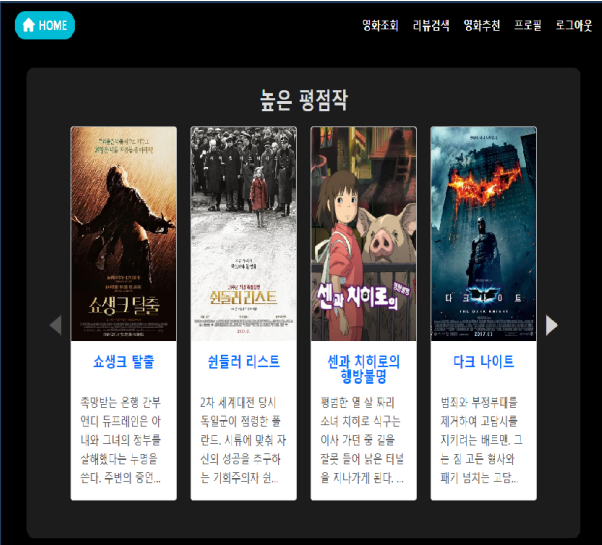 HOME
영화조회 리뷰검색 영화추천 프로필 로그아웃
높은 평점작
쇼생크 탈출
쉰들러 리스트
센과 치히로의
행방불명
다크 나이트
THE DARK KNIGHT
쇼생크 탈출
쉰들러 리스트
센과 치히로의
행방불명
다크 나이트
촉망받는 은행 간부
앤디 듀프레인은 아
내와 그녀의 정부를
살해했다는 누명을
쓴다. 주변의 증언...
2차 세계대전 당시
독일군이 점령한 폴
란드. 시류에 맞춰 자
신의 성공을 추구하
는 기회주의자 쉰...
평범한 열 살 짜리
소녀 치히로 식구는
이사 가던 중 길을
잘못 들어 낡은 터널
을 지나가게 된다. ...
범죄와 부정부패를
제거하여 고담시를
지키려는 배트맨. 그
는 짐 고든 형사와
패기 넘치는 고담...